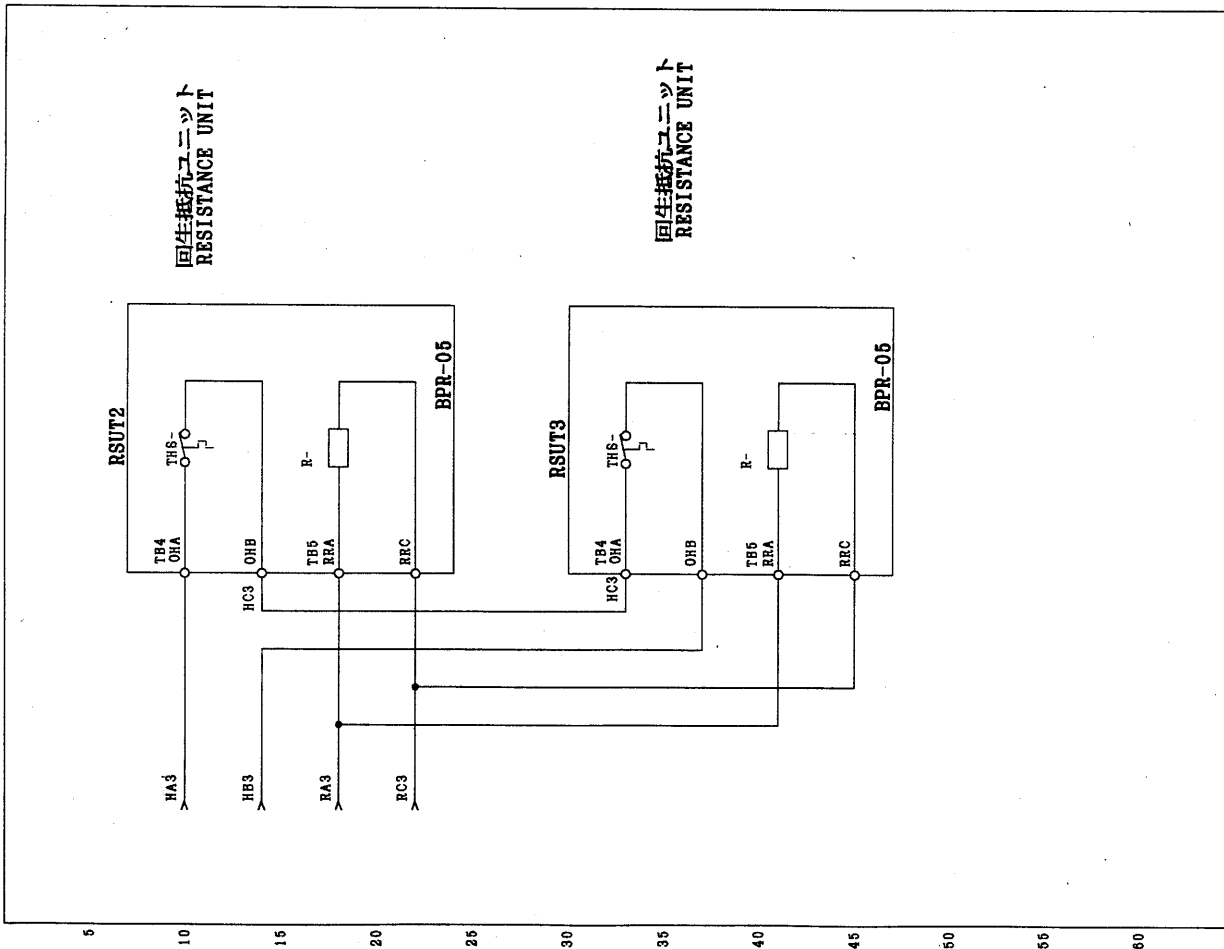 回生抵抗ユニット
RESISTANCE UNIT
RSUT2
BPR-05
THS-
R-
TB4
OHA
OHB
TB5
RRA
RRC
HC3
HA3
HB3
RA3
RC3
回生抵抗ユニット
RESISTANCE UNIT
RSUT3
BPR-05
THS-
R-
TB4
OHA
OHB
TB5
RRA
RRC
HC3
5
10
15
20
25
30
35
40
45
50
55
60